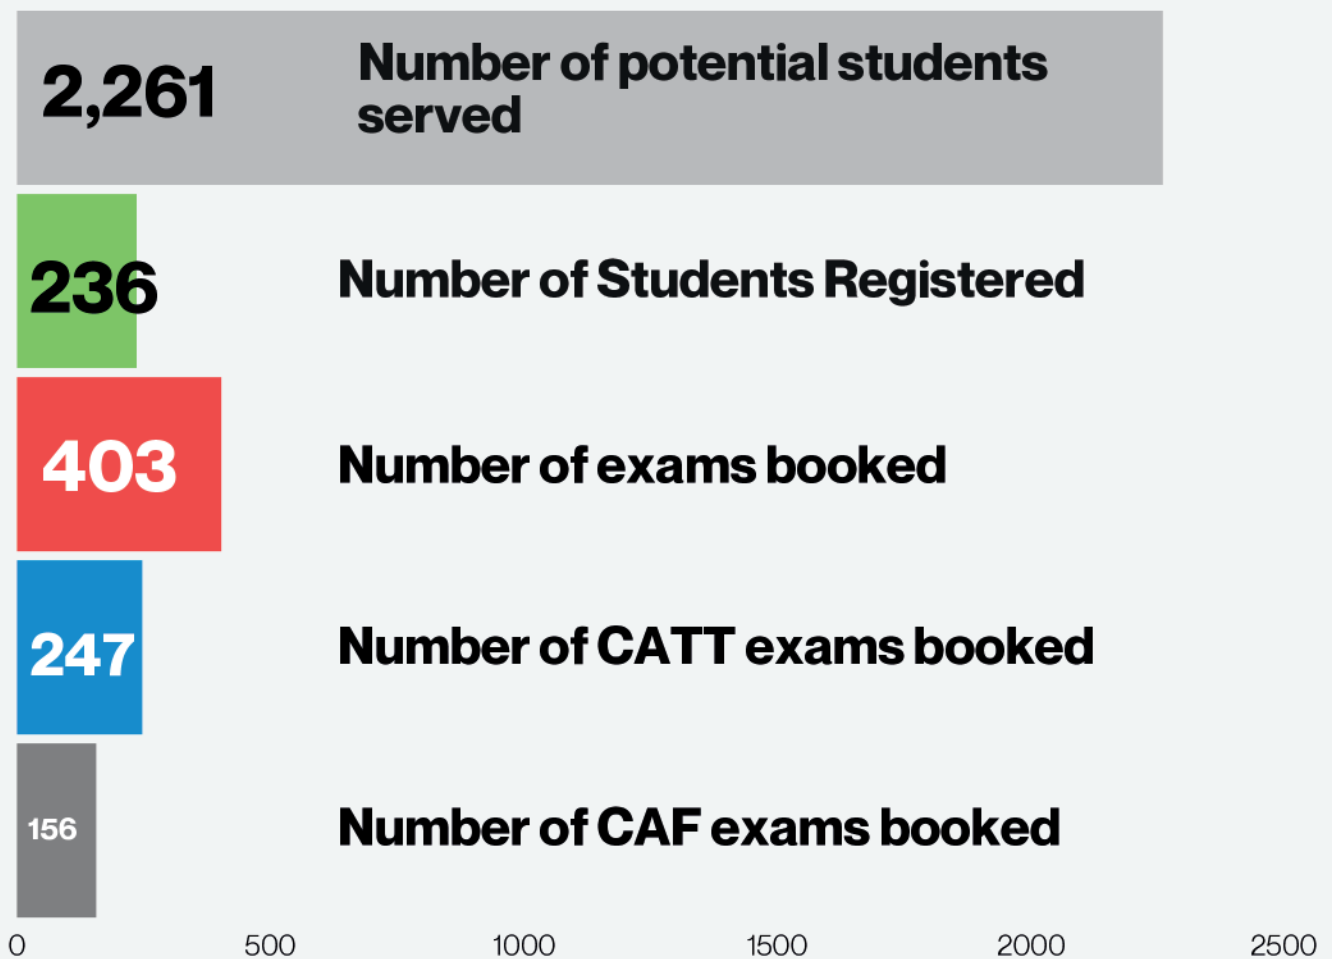 2,261
Number of potential students
served
236
Number of Students Registered
403
Number of exams booked
247
Number of CATT exams booked
156
Number of CAF exams booked
0 500 1000 1500 2000 2500